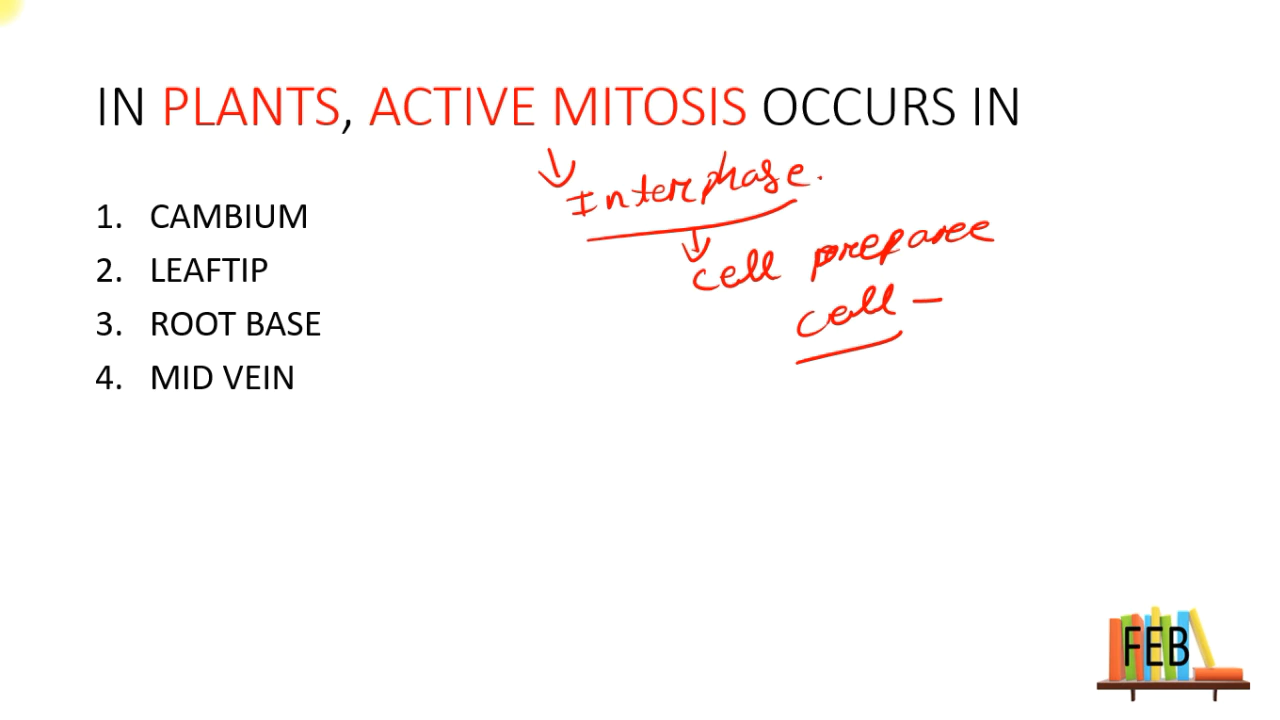 IN PLANTS, ACTIVE MITOSIS OCCURS IN
Interphase.
1. CAMBIUM
cell preparee
2. LEAFTIP
cell –
3. ROOT BASE
4. MID VEIN
FEB